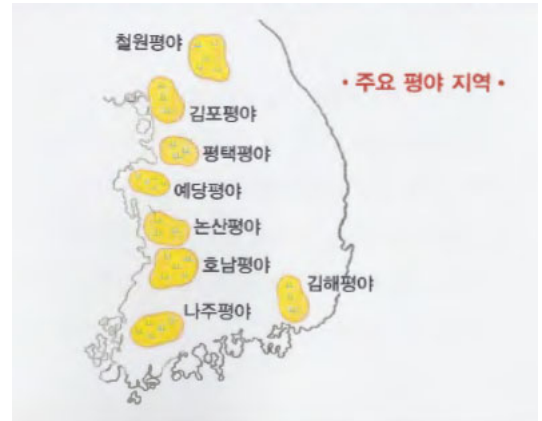 철원평야
• 주요 평야 지역 •
김포평야
평택평야
예당평야
논산평야
호남평야
김해평야
나주평야